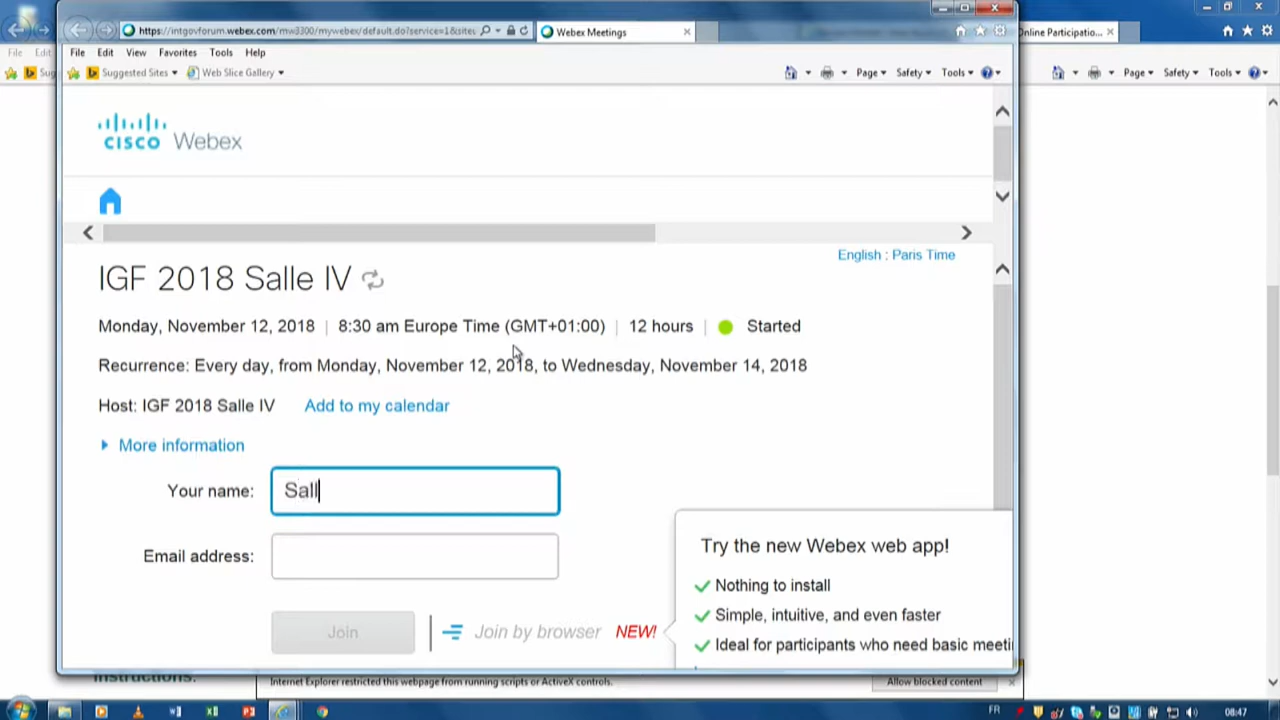 https://intgovforum.webex.com/mw3300/mywebex/default.do?service=1&sitei
Webex Meetings
Online Participatio...
File Edit View Favorites Tools Help
File Edit
Suggested Sites
Web Slice Gallery
Page Safety Tools
Page Safety Tools
CISCO Webex
English : Paris Time
IGF 2018 Salle IV
Monday, November 12, 2018 | 8:30 am Europe Time (GMT+01:00) | 12 hours | Started
Recurrence: Every day, from Monday, November 12, 2018, to Wednesday, November 14, 2018
Host: IGF 2018 Salle IV Add to my calendar
More information
Your name: Sall
Email address:
Join
Join by browser NEW!
Try the new Webex web app!
Nothing to install
Simple, intuitive, and even faster
Ideal for participants who need basic meeti
Instructions:
Internet Explorer restricted this webpage from running scripts or ActiveX controls.
Allow blocked content
FR
08:47